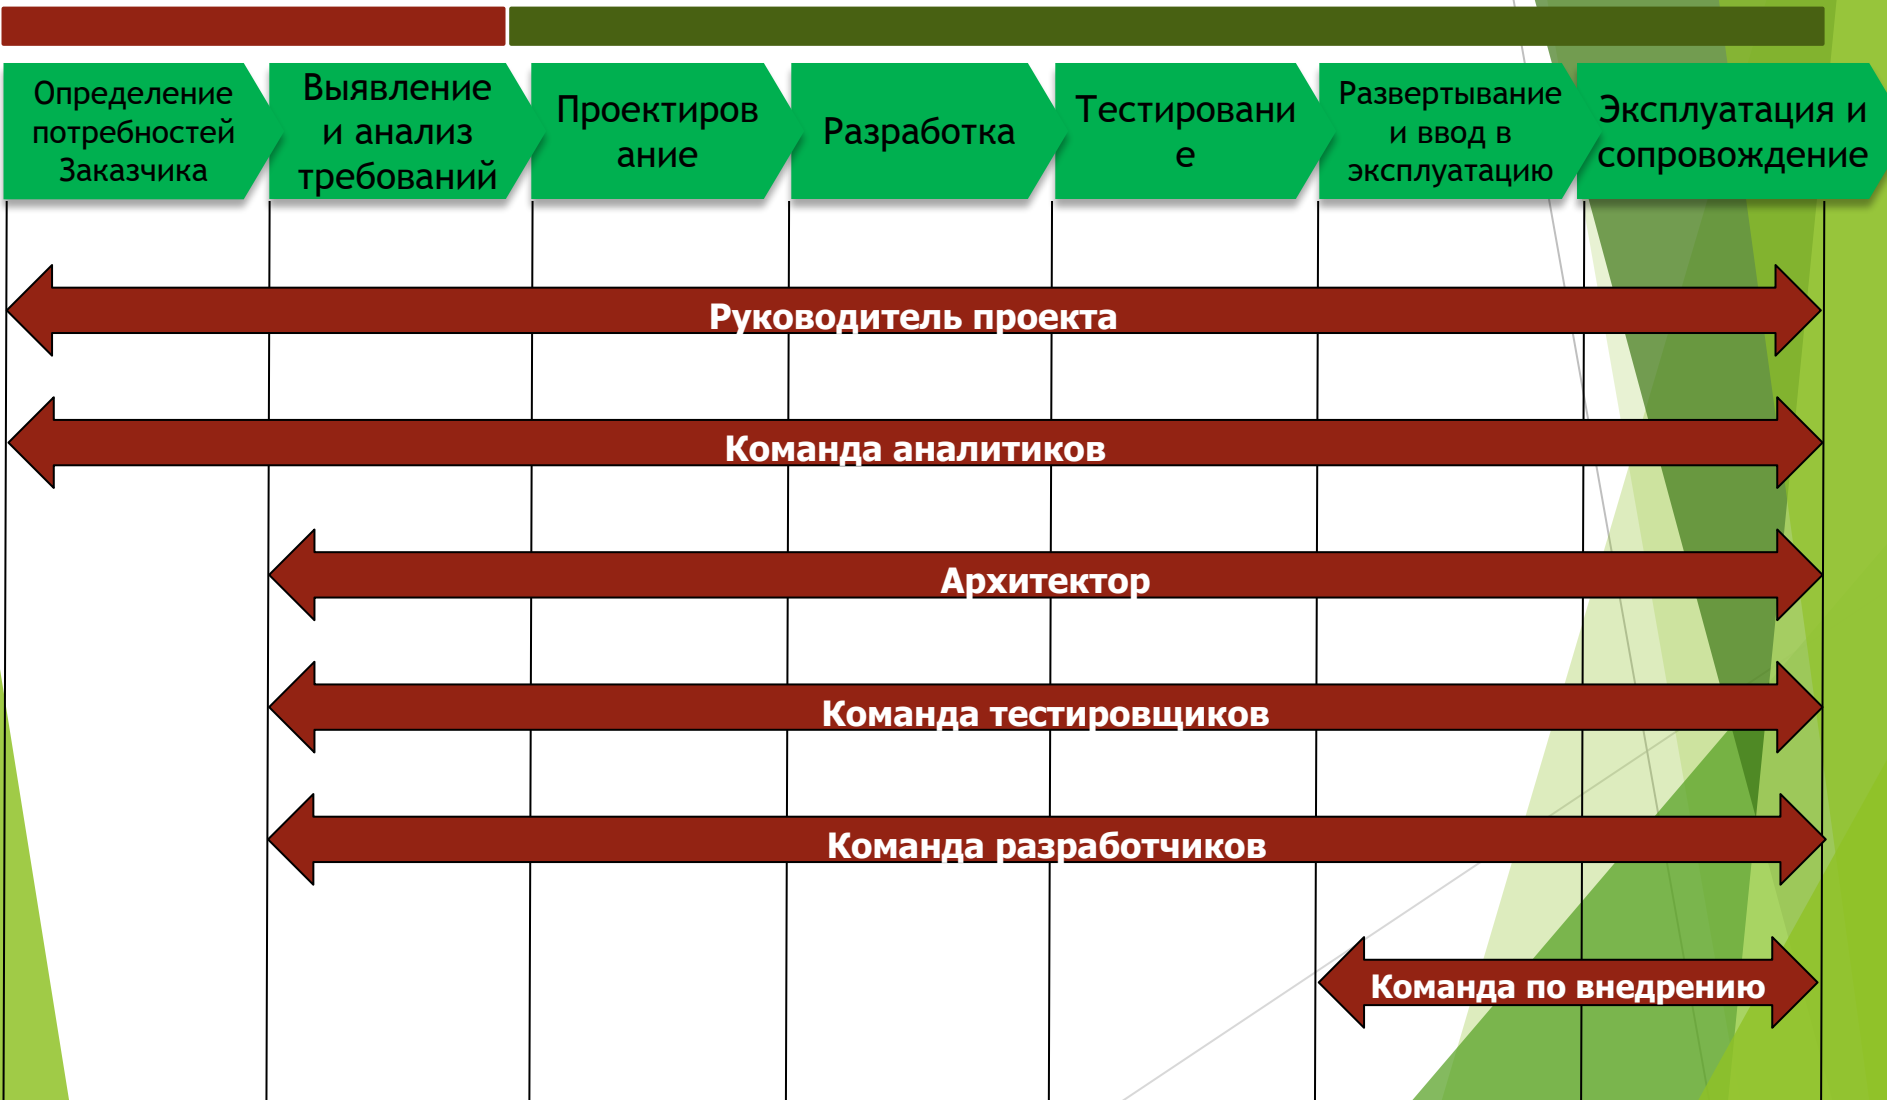 Определение
потребностей
Заказчика
Выявление
и анализ
требований
Проектиров
ание
Разработка
Тестировани
е
Развертывание
и ввод в
эксплуатацию
Эксплуатация и
сопровождение
Руководитель проекта
Команда аналитиков
Архитектор
Команда тестировщиков
Команда разработчиков
Команда по внедрению